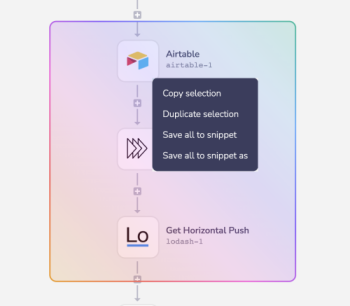 Airtable
airtable-1
Copy selection
Duplicate selection
Save all to snippet
Save all to snippet as
Lo
Get Horizontal Push
lodash-1